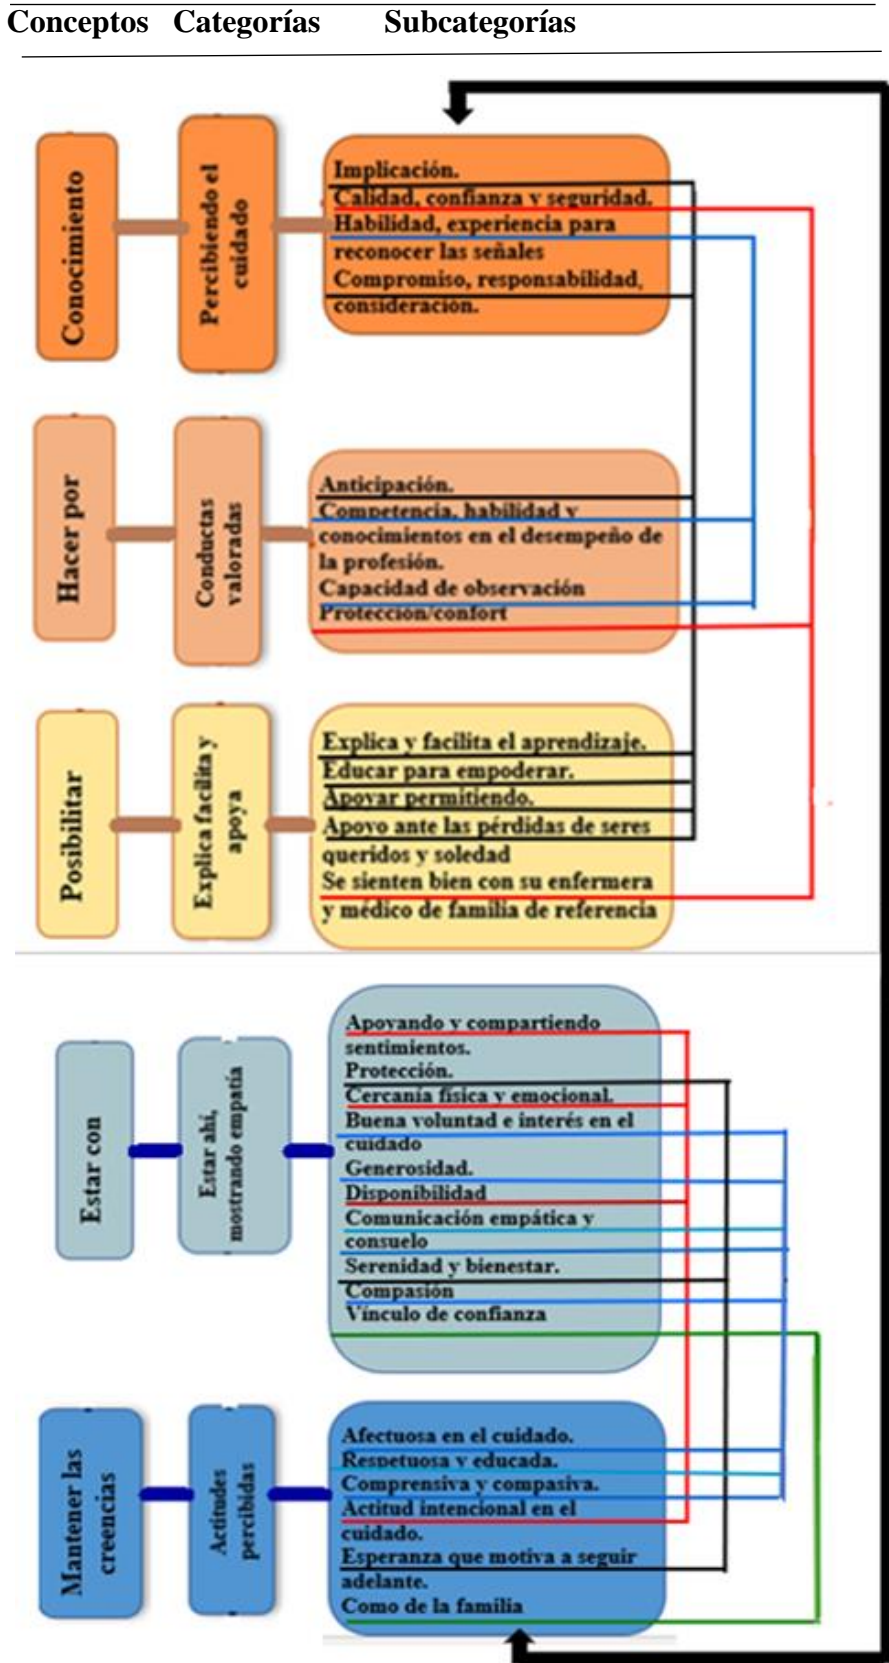 Conceptos Categorías Subcategorías
Conocimiento
Percibiendo el
cuidado
Implicación.
Calidad, confianza y seguridad.
Habilidad, experiencia para
reconocer las señales
Compromiso, responsabilidad,
consideración.
Hacer por
Conductas
valoradas
Anticipación.
Competencia, habilidad y
conocimientos en el desempeño de
la profesión.
Capacidad de observación
Protección/confort
Posibilitar
Explica facilita y
apoya
Explica y facilita el aprendizaje.
Educar para empoderar.
Apoyar permitiendo.
Apoyo ante las pérdidas de seres
queridos y soledad
Se sienten bien con su enfermera
y médico de familia de referencia
Estar con
Estar ahí,
mostrando empatía
Apoyando y compartiendo
sentimientos.
Protección.
Cercanía física y emocional.
Buena voluntad e interés en el
cuidado
Generosidad.
Disponibilidad
Comunicación empática y
consuelo
Serenidad y bienestar.
Compasión
Vínculo de confianza
Mantener las
creencias
Actitudes
percibidas
Afectuosa en el cuidado.
Respetuosa y educada.
Comprensiva y compasiva.
Actitud intencional en el
cuidado.
Esperanza que motiva a seguir
adelante.
Como de la familia